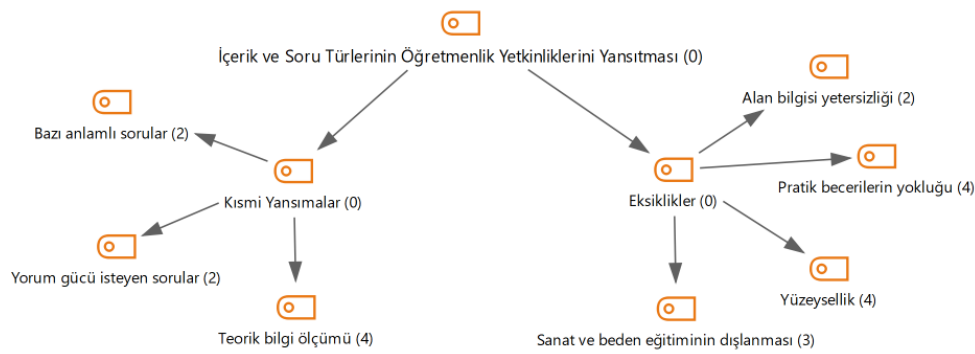 İçerik ve Soru Türlerinin Öğretmenlik Yetkinliklerini Yansıtması (0)
Bazı anlamlı sorular (2)
Alan bilgisi yetersizliği (2)
Kısmi Yansımalar (0)
Eksiklikler (0)
Pratik becerilerin yokluğu (4)
Yorum gücü isteyen sorular (2)
Yüzeysellik (4)
Teorik bilgi ölçümü (4)
Sanat ve beden eğitiminin dışlanması (3)